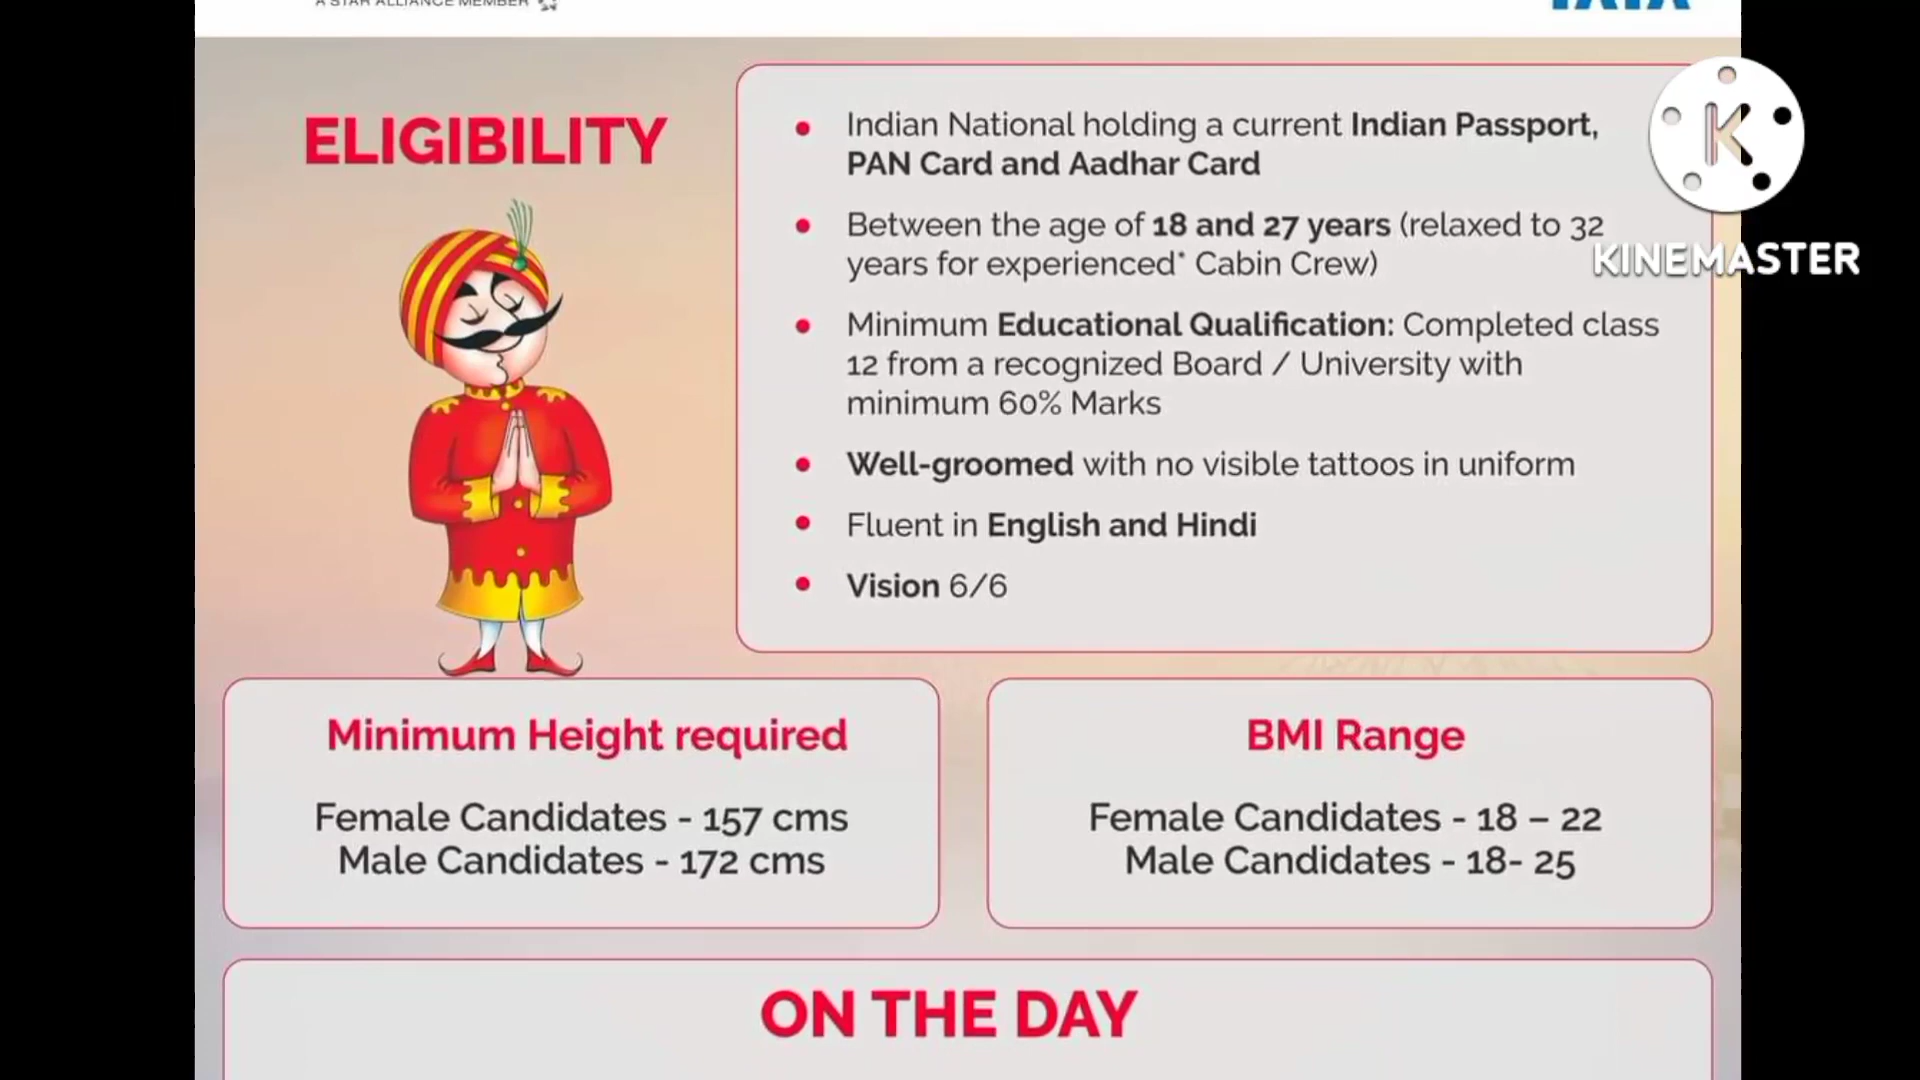 A STAR ALLIANCE MEMBER
TATA
ELIGIBILITY
Indian National holding a current Indian Passport,
PAN Card and Aadhar Card
Between the age of 18 and 27 years (relaxed to 32
years for experienced* Cabin Crew)
Minimum Educational Qualification: Completed class
12 from a recognized Board / University with
minimum 60% Marks
Well-groomed with no visible tattoos in uniform
Fluent in English and Hindi
Vision 6/6
K
KINEMASTER
Minimum Height required
Female Candidates - 157 cms
Male Candidates - 172 cms
BMI Range
Female Candidates - 18 – 22
Male Candidates - 18- 25
ON THE DAY